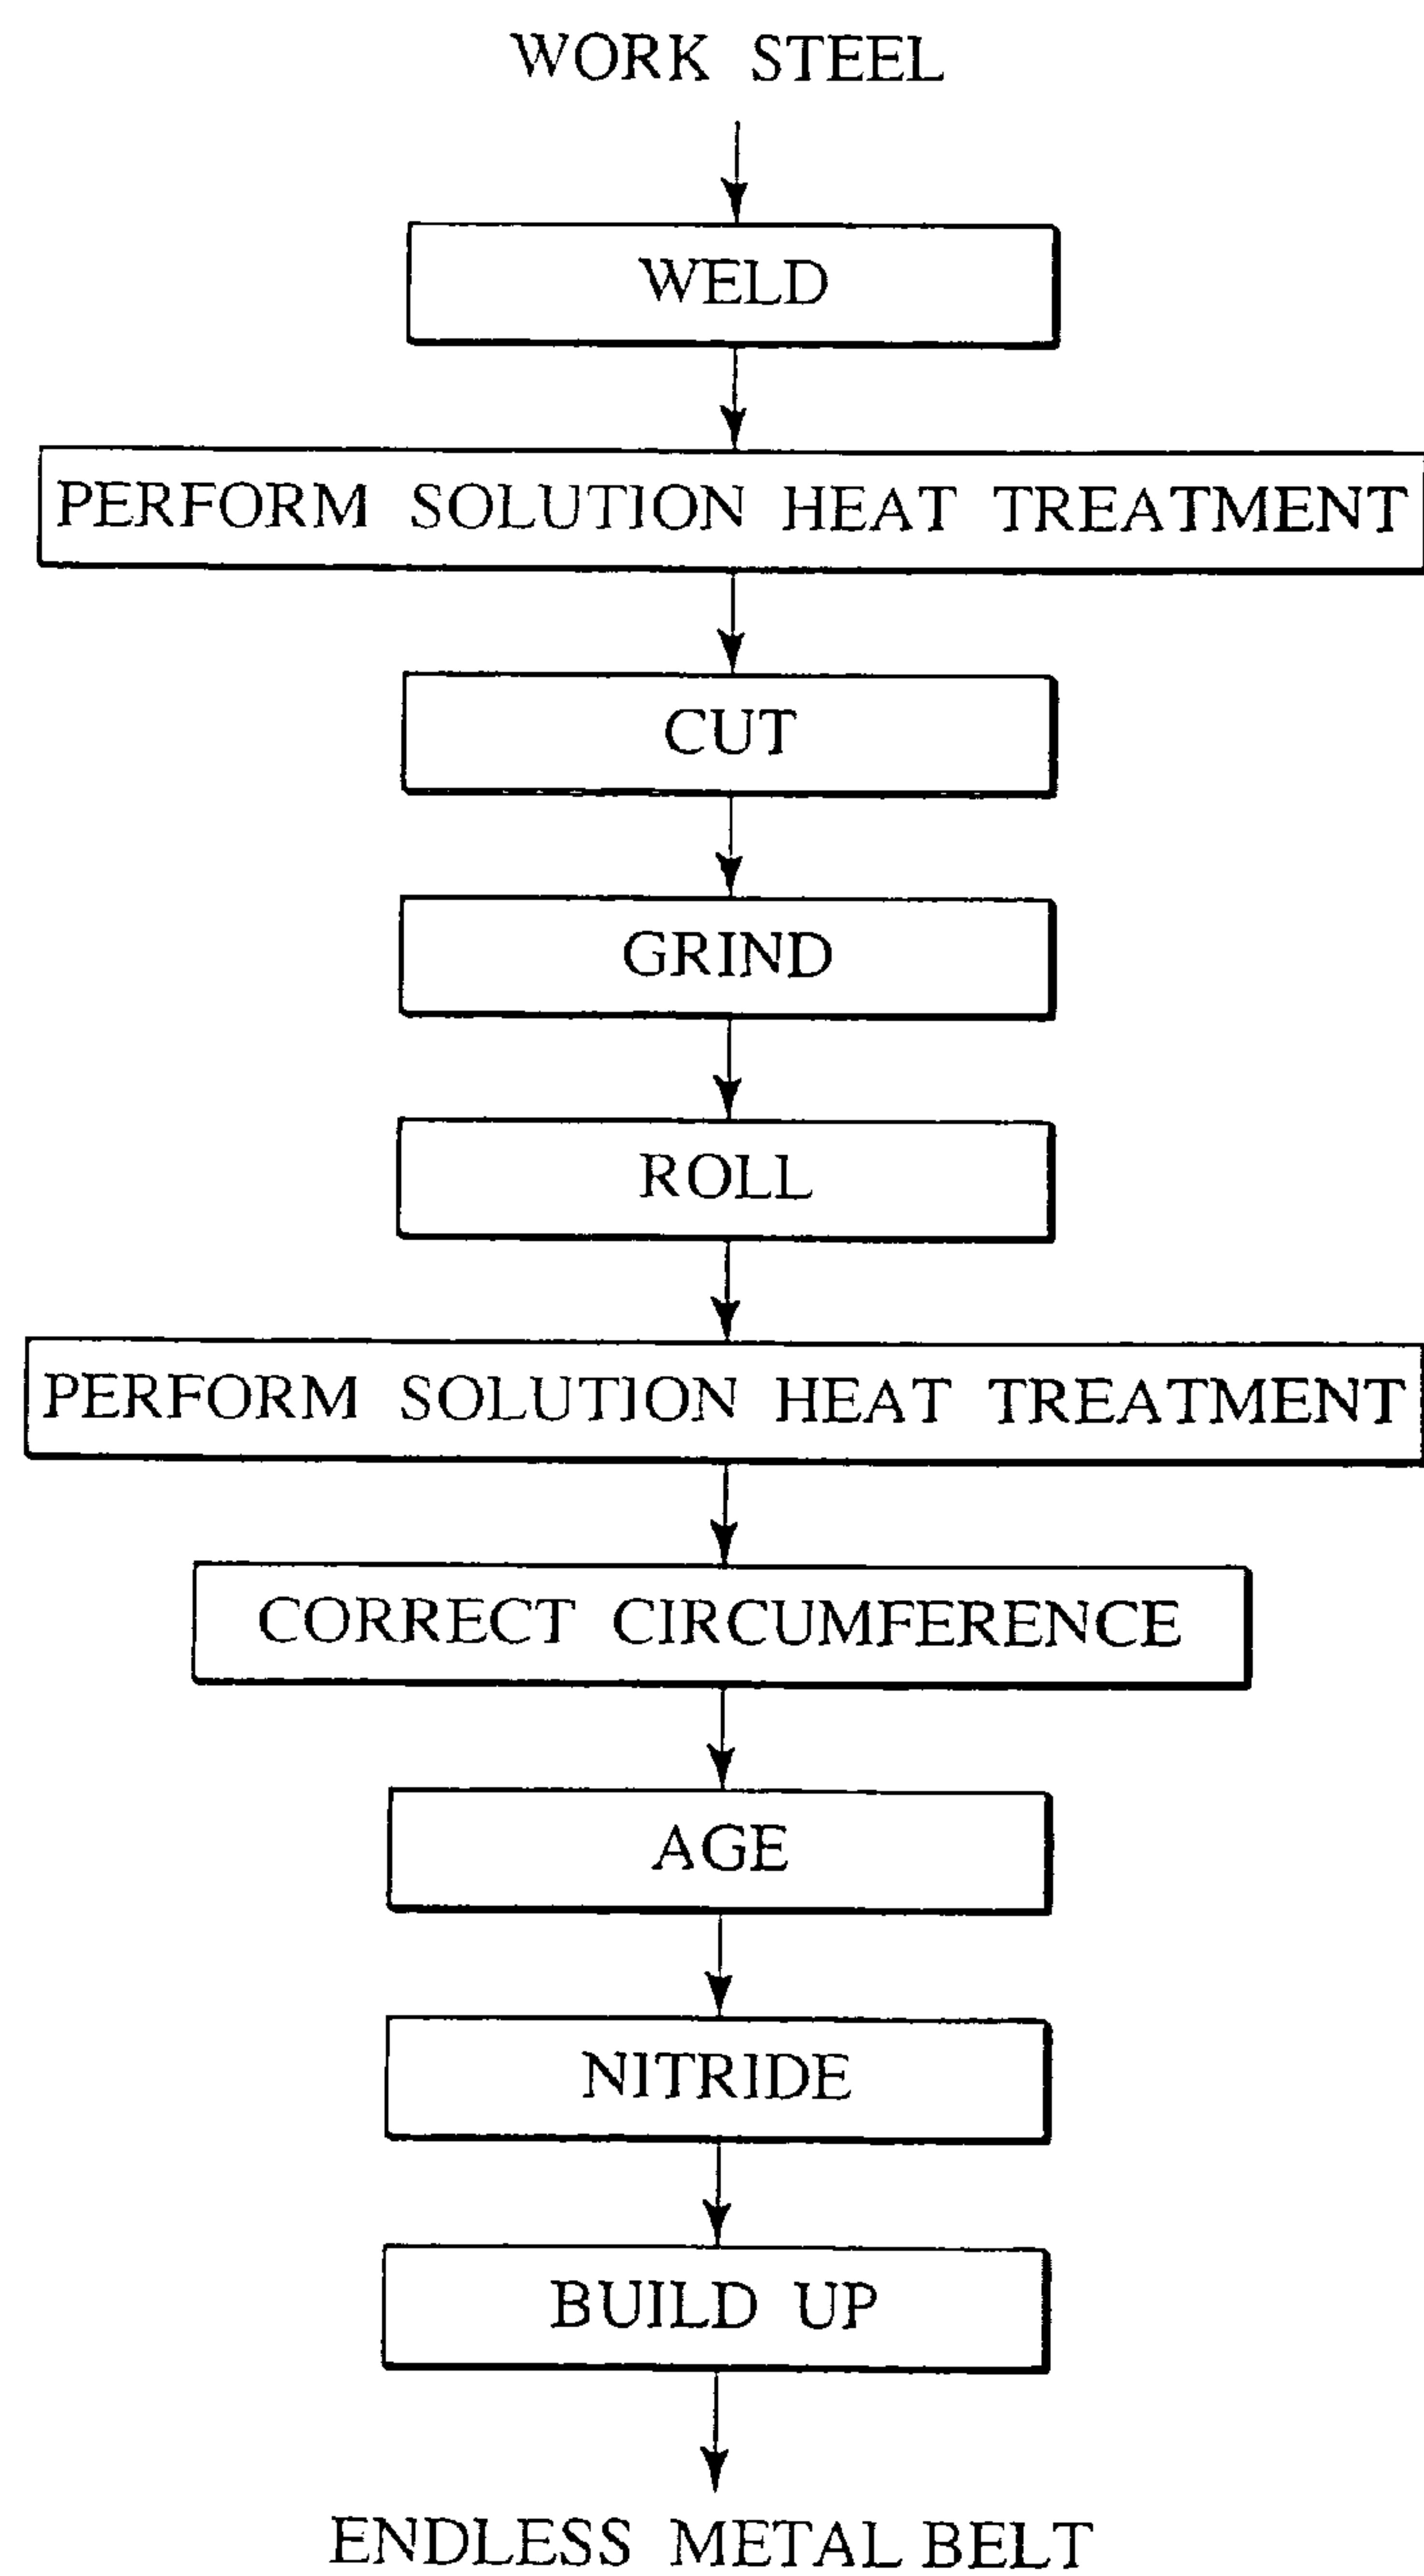 WORK STEEL
WELD
PERFORM SOLUTION HEAT TREATMENT
CUT
GRIND
ROLL
PERFORM SOLUTION HEAT TREATMENT
CORRECT CIRCUMFERENCE
AGE
NITRIDE
BUILD UP
ENDLESS METAL BELT